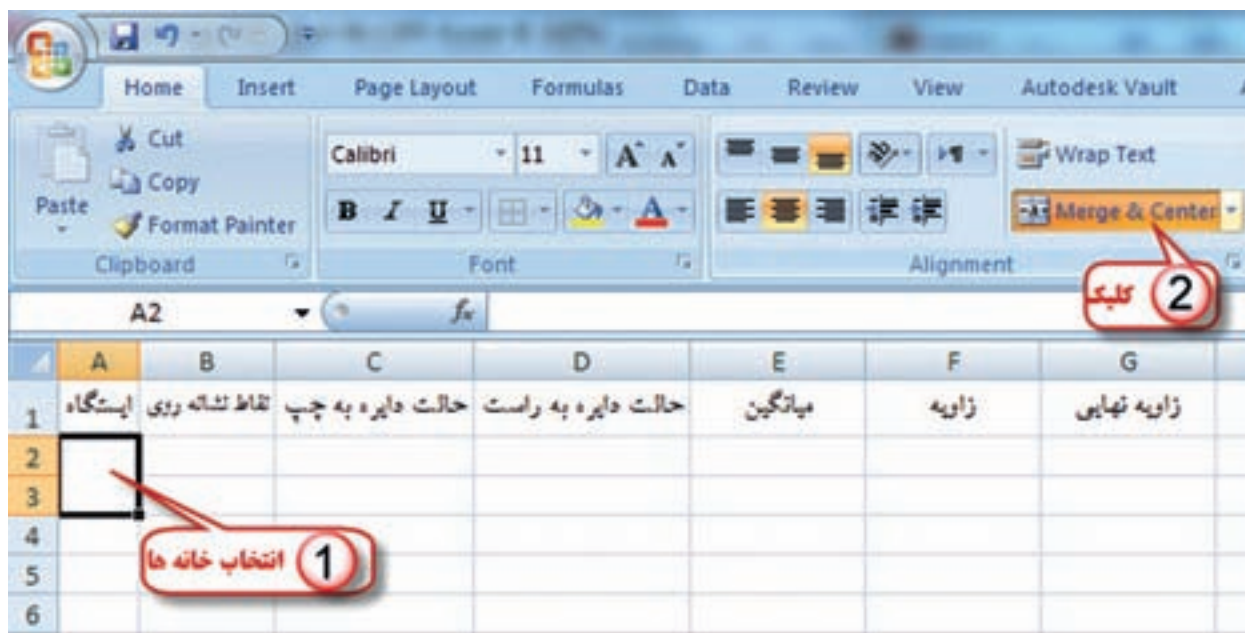 Home Insert Page Layout Formulas Data Review View Autodesk Vault
Cut
Copy
Format Painter
Paste
Clipboard
Calibri 11 A A
B I U A
Font
Wrap Text
Merge & Center
Alignment
کلیک 2
A2 fx
A B C D E F G
1 ایستگاه نقاط نشانه روی حالت دایره به چپ حالت دایره به راست میانگین زاویه زاویه نهایی
2
3
4
5
6
1 انتخاب خانه ها